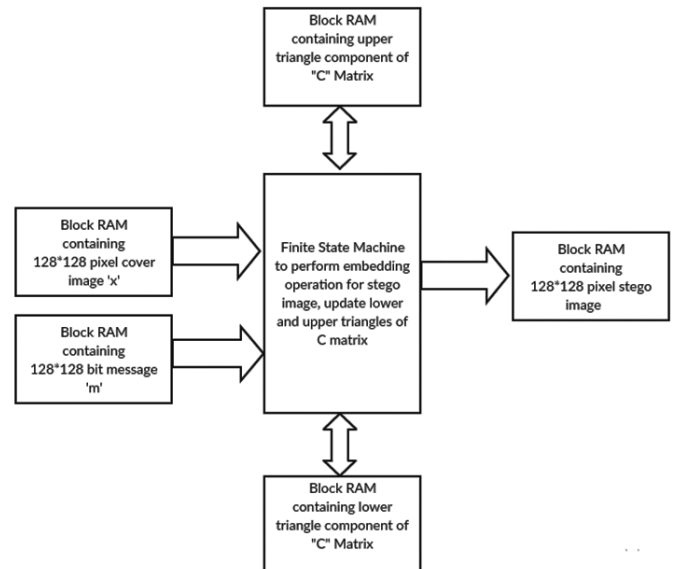 Block RAM
containing upper
triangle component of
"C" Matrix
Block RAM
containing
128*128 pixel cover
image 'x'
Block RAM
containing
128*128 bit message
'm'
Finite State Machine
to perform embedding
operation for stego
image, update lower
and upper triangles of
C matrix
Block RAM
containing
128*128 pixel stego
image
Block RAM
containing lower
triangle component of
"C" Matrix